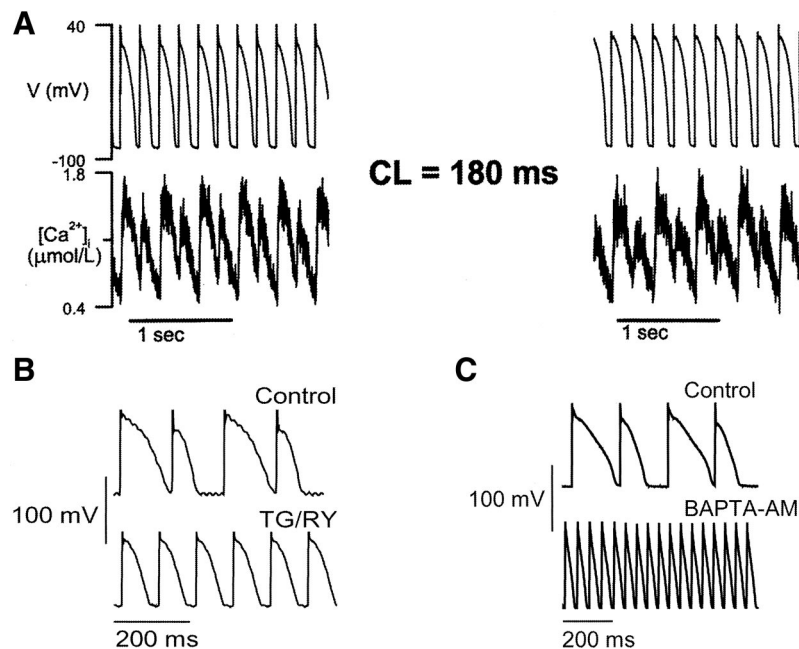 A
40
V (mV)
-100
1.8
[Ca2+]i
(μmol/L)
0.4
1 sec
CL = 180 ms
1 sec
B
Control
100 mV
TG/RY
200 ms
C
Control
100 mV
BAPTA-AM
200 ms